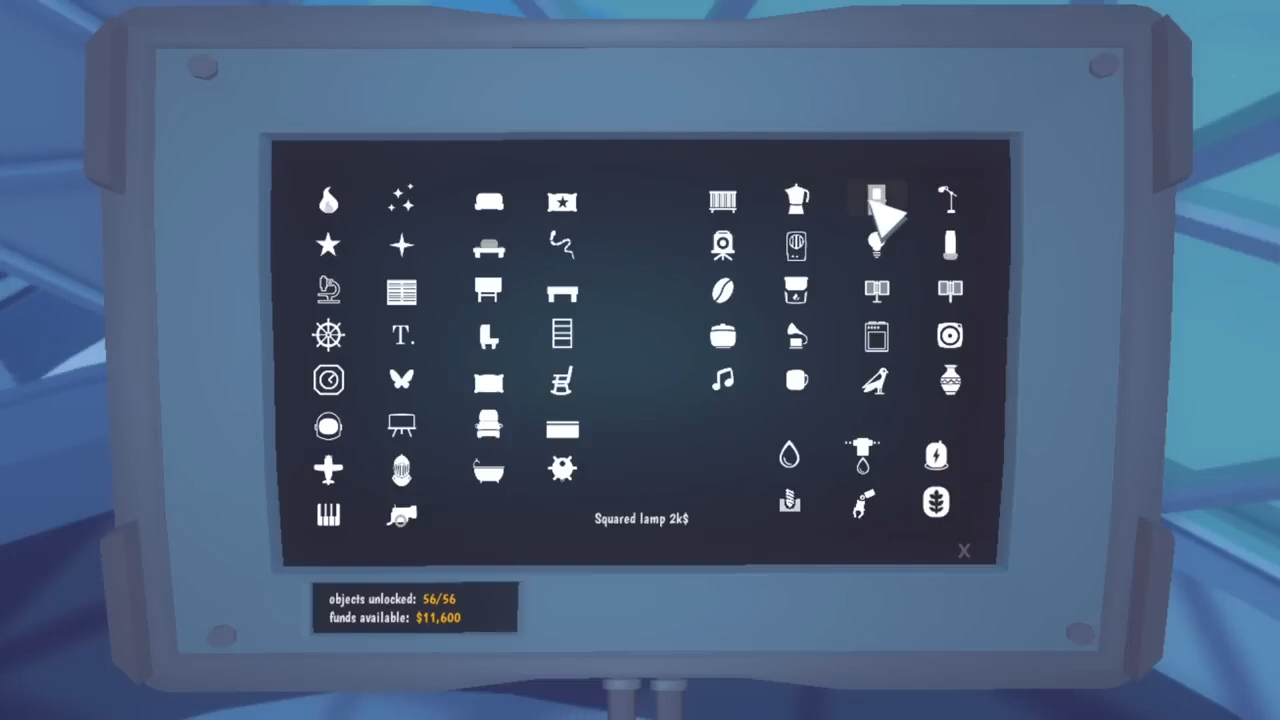 T.
Squared lamp 2k$
X
objects unlocked: 56/56
funds available: $11,600